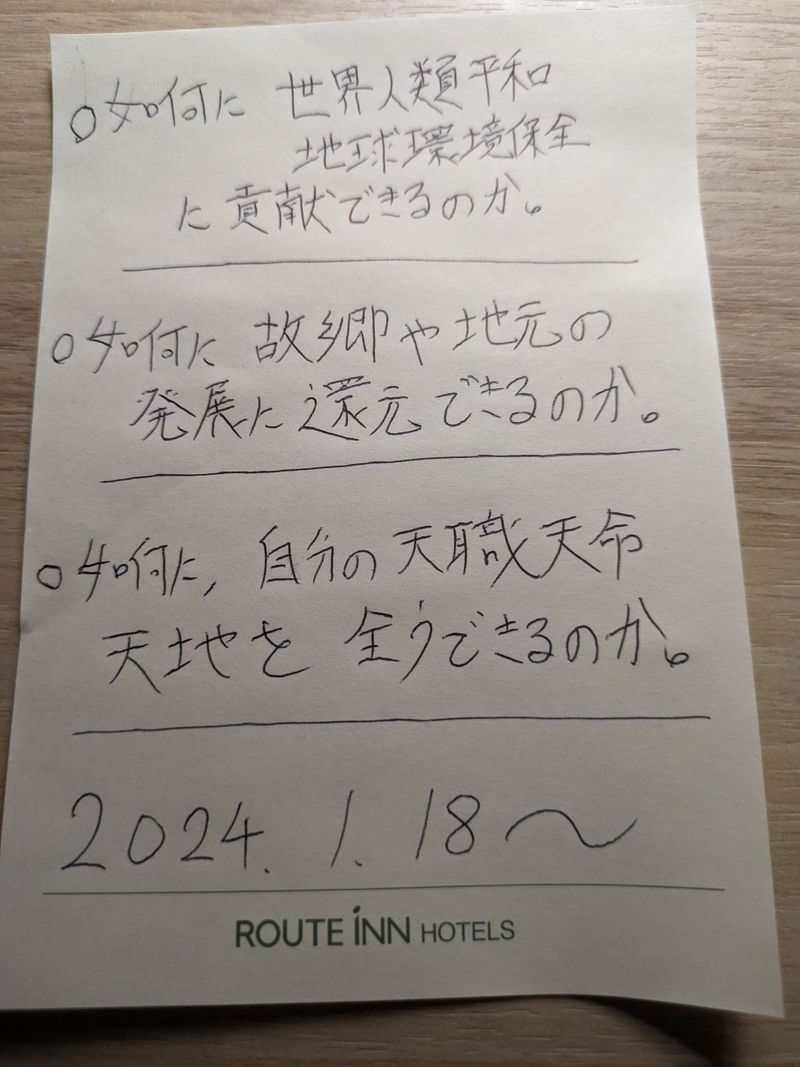 ○如何に 世界人類平和
地球環境保全
に貢献できるのか。
○如何に 故郷や地元の
発展に還元できるのか。
○如何に、自分の天職天命
天地を 全うできるのか。
2024. 1. 18～
ROUTE INN HOTELS